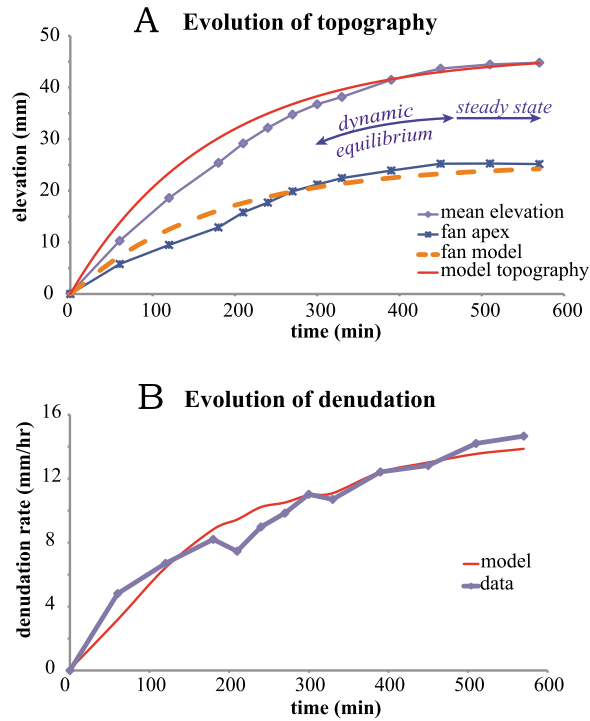 A Evolution of topography
50
40
30
20
10
0
elevation (mm)
dynamic
equilibrium
steady state
mean elevation
fan apex
fan model
model topography
0 100 200 300 400 500 600
time (min)
B Evolution of denudation
16
12
8
4
0
denudation rate (mm/hr)
model
data
0 100 200 300 400 500 600
time (min)